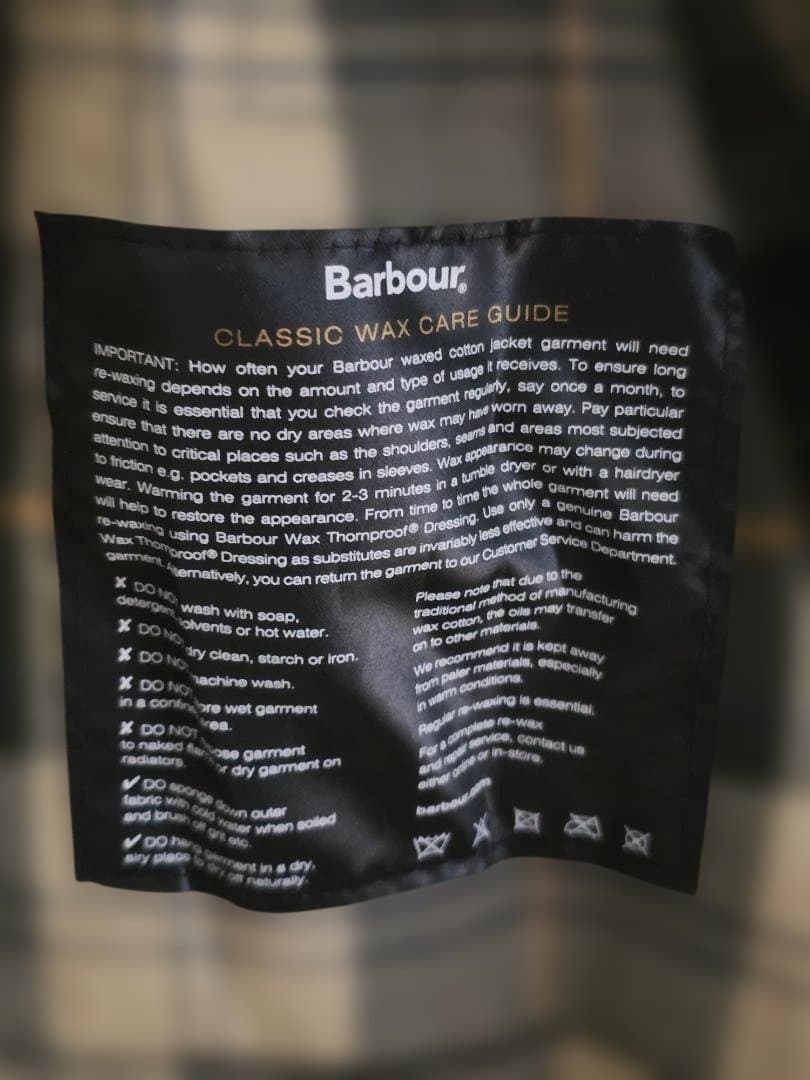 Barbour®
CLASSIC WAX CARE GUIDE
IMPORTANT: How often your Barbour waxed cotton jacket garment will need
re-waxing depends on the amount and type of usage it receives. To ensure long
service it is essential that you check the garment regularly, say once a month, to
ensure that there are no dry areas where wax may have worn away. Pay particular
attention to critical places such as the shoulders, seams and areas most subjected
to friction e.g. pockets and creases in sleeves. Wax appearance may change during
wear. Warming the garment for 2-3 minutes in a tumble dryer or with a hairdryer
will help to restore the appearance. From time to time the whole garment will need
re-waxing using Barbour Wax Thornproof® Dressing. Use only a genuine Barbour
Wax Thornproof® Dressing as substitutes are invariably less effective and can harm the
garment. Alternatively, you can return the garment to our Customer Service Department.
✘ DO NOT wash with soap,
detergent solvents or hot water.
✘ DO NOT dry clean, starch or iron.
✘ DO NOT machine wash.
✘ DO NOT store wet garment
in a confined area.
✘ DO NOT expose garment
to naked flame or dry garment on
radiators.
✔ DO sponge down outer
fabric with cold water when soiled
and brush off grit etc.
✔ DO hang garment in a dry,
airy place to dry off naturally.
Please note that due to the
traditional method of manufacturing
wax cotton, the oils may transfer
on to other materials.
We recommend it is kept away
from paler materials, especially
in warm conditions.
Regular re-waxing is essential.
For a complete re-wax
and repair service, contact us
either online or in-store.
barbour.com